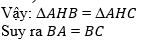 Vậy: ΔAHB = ΔAHC
Suy ra BA = BC